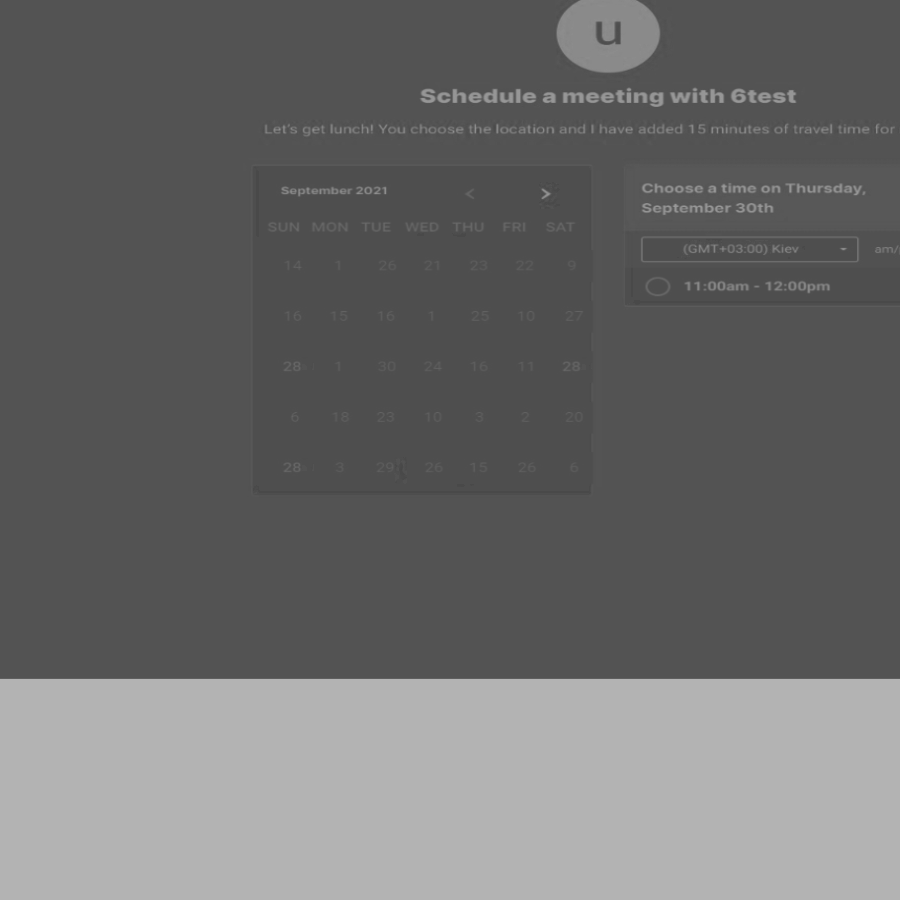 u
Schedule a meeting with 6test
Let's get lunch! You choose the location and I have added 15 minutes of travel time for
September 2021 < >
SUN MON TUE WED THU FRI SAT
14 1 26 21 23 22 9
16 15 16 1 25 10 27
28 1 30 24 16 11 28
6 18 23 10 3 2 20
28 3 29 26 15 26 6
Choose a time on Thursday,
September 30th
(GMT+03:00) Kiev am/
11:00am - 12:00pm